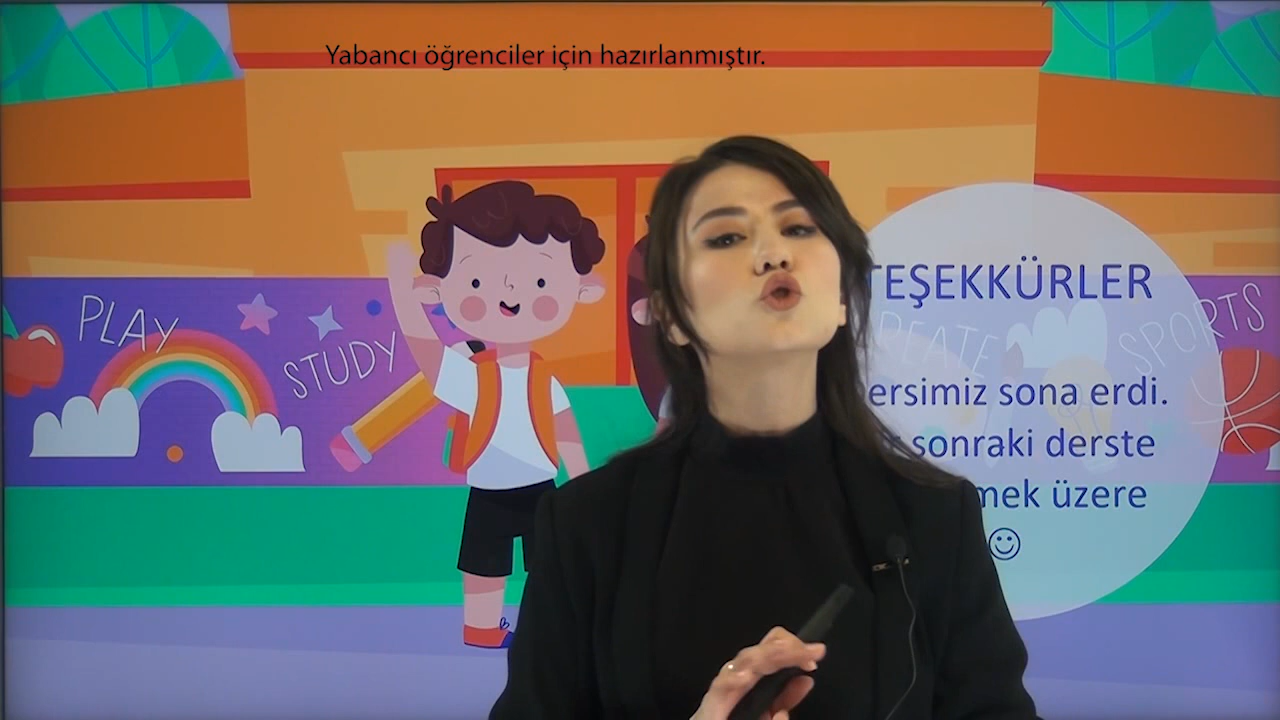 Yabancı öğrenciler için hazırlanmıştır.
PLAY
STUDY
TEŞEKKÜRLER
SPORTS
sona erdi.
sonraki derste
üzere